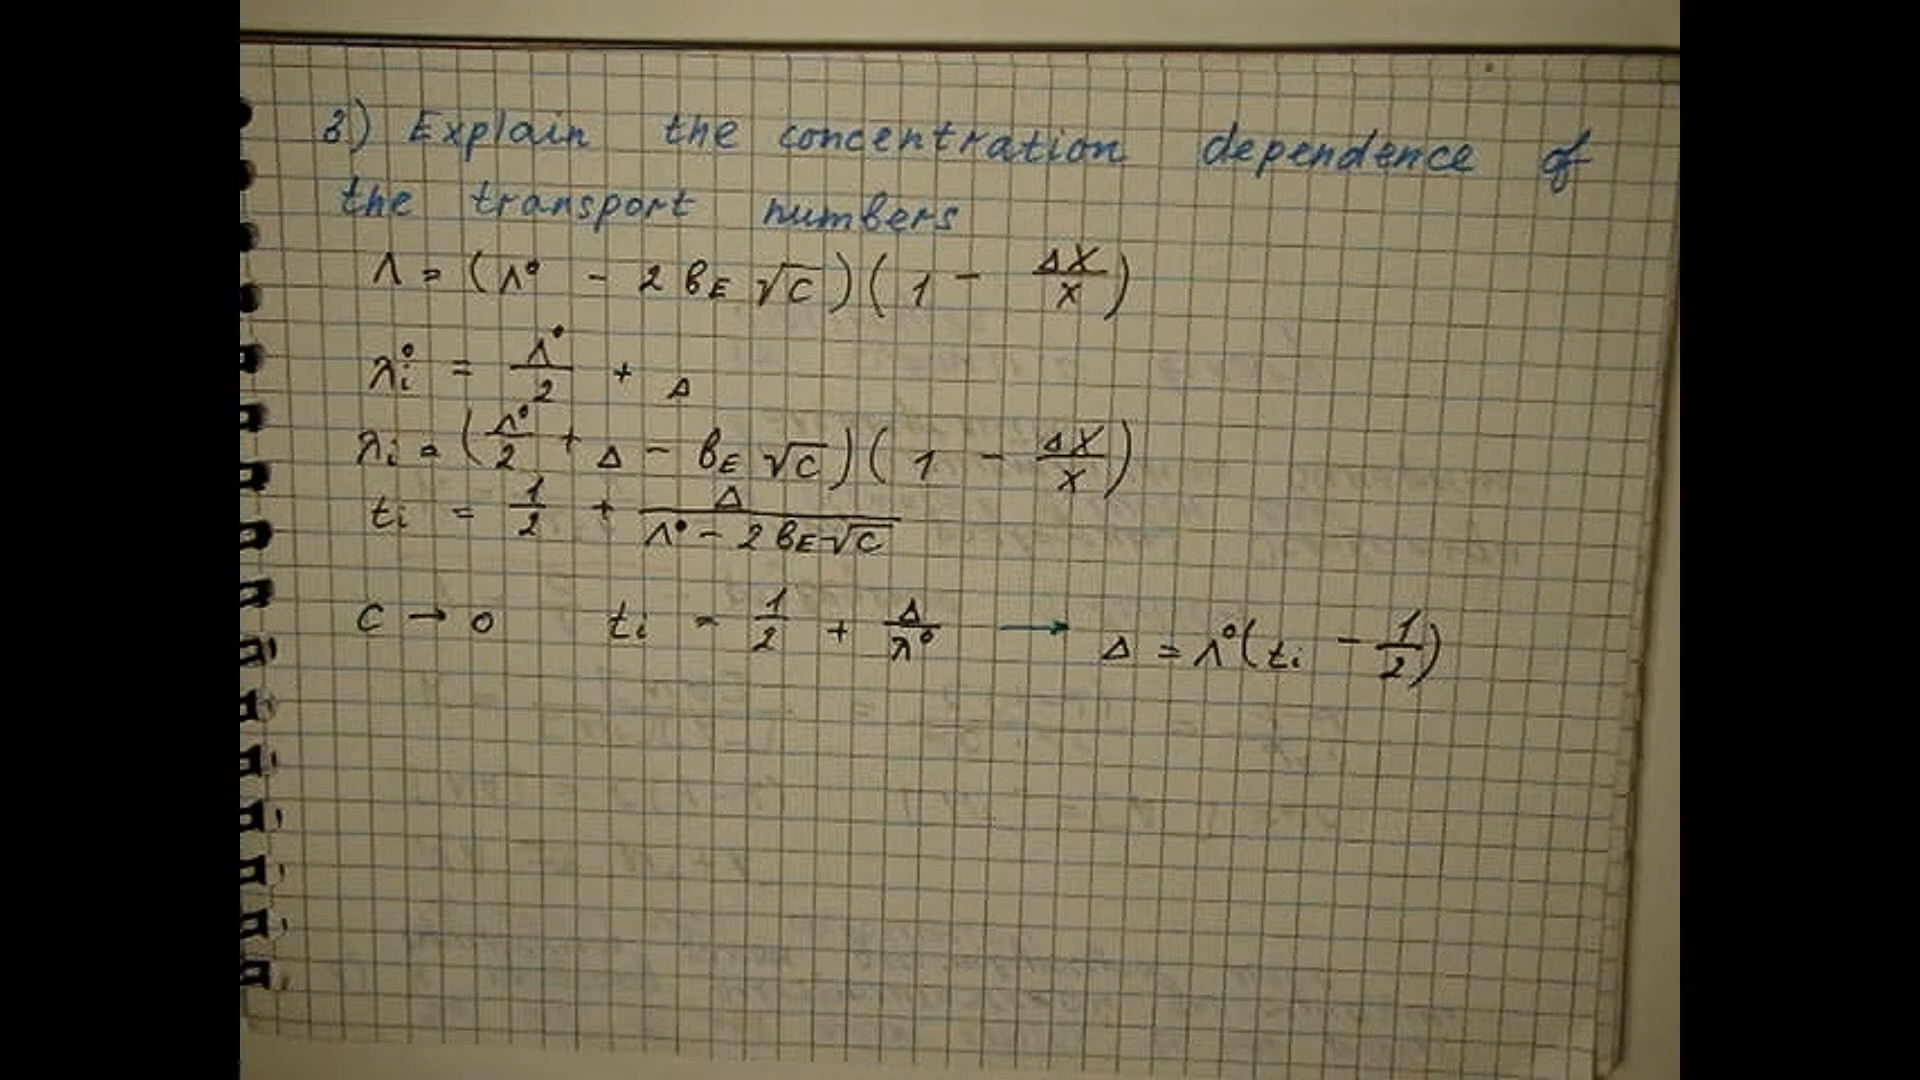 3) Explain the concentration dependence of
the transport numbers
Λ = (Λ° - 2 B_E √C)(1 - ΔX/X)
λ°_i = Λ°/2 + Δ
λ_i = (Λ°/2 + Δ - B_E √C)(1 - ΔX/X)
t_i = 1/2 + Δ/(Λ° - 2 B_E √C)
C → 0 t_i = 1/2 + Δ/λ° → Δ = Λ°(t_i - 1/2)